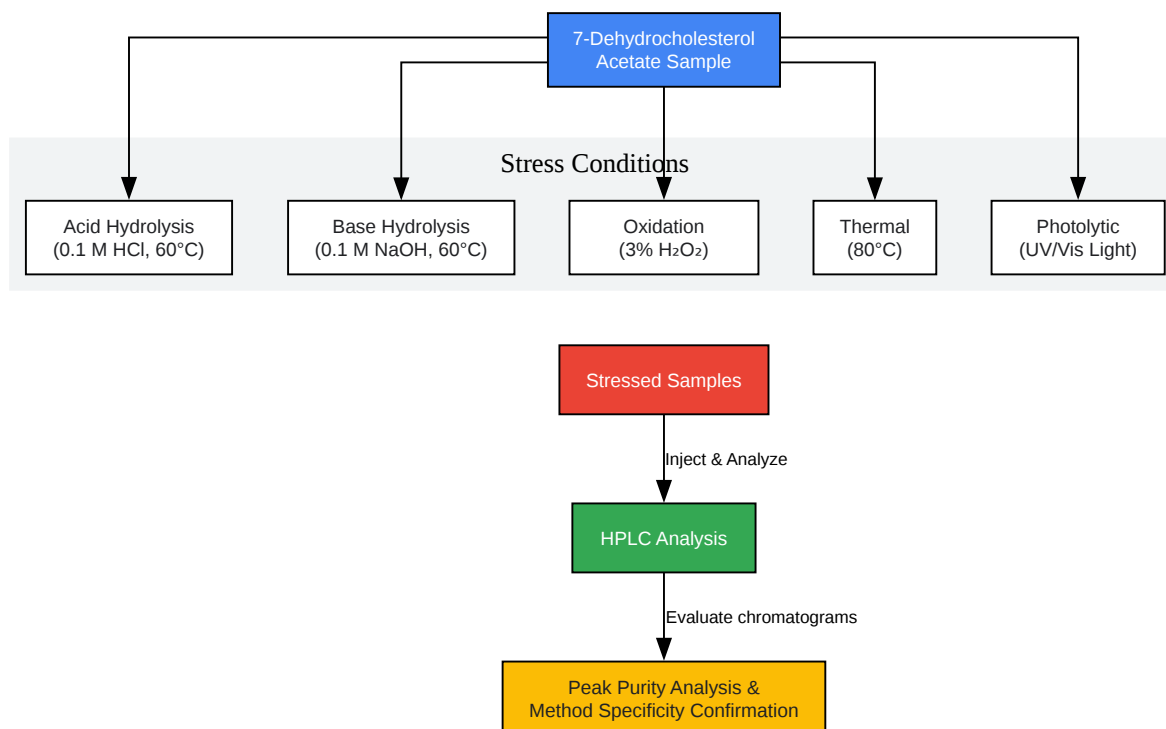 7-Dehydrocholesterol
Acetate Sample
Stress Conditions
Acid Hydrolysis
(0.1 M HCl, 60°C)
Base Hydrolysis
(0.1 M NaOH, 60°C)
Oxidation
(3% H₂O₂)
Thermal
(80°C)
Photolytic
(UV/Vis Light)
Stressed Samples
Inject & Analyze
HPLC Analysis
Evaluate chromatograms
Peak Purity Analysis &
Method Specificity Confirmation